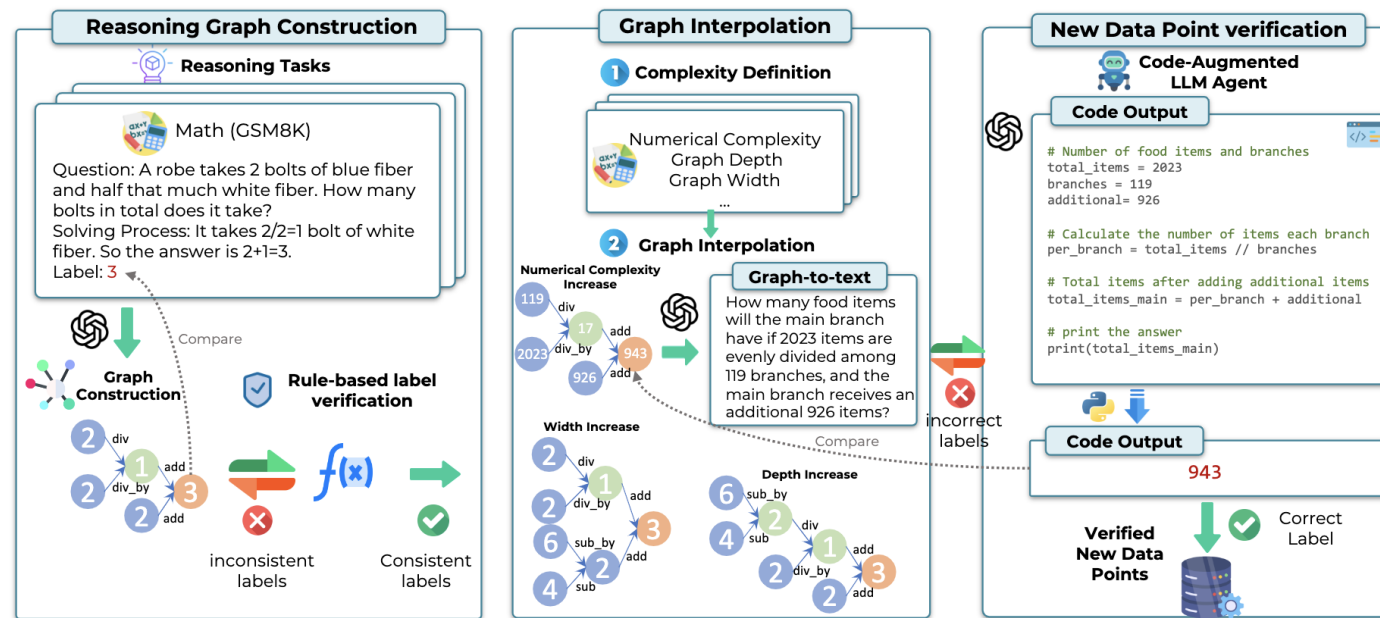 Reasoning Graph Construction
Reasoning Tasks
Math (GSM8K)
Question: A robe takes 2 bolts of blue fiber
and half that much white fiber. How many
bolts in total does it take?
Solving Process: It takes 2/2=1 bolt of white
fiber. So the answer is 2+1=3.
Label: 3
Compare
Graph
Construction
Rule-based label
verification
2
div
1
add
2
div_by
3
2
add
f(x)
inconsistent
labels
Consistent
labels
Graph Interpolation
1
Complexity Definition
Numerical Complexity
Graph Depth
Graph Width
...
2
Graph Interpolation
Numerical Complexity
Increase
119
div
17
add
2023
div_by
943
926
add
Graph-to-text
How many food items
will the main branch
have if 2023 items are
evenly divided among
119 branches, and the
main branch receives an
additional 926 items?
Compare
Width Increase
2
div
1
add
2
div_by
3
6
sub_by
2
add
4
sub
Depth Increase
6
sub_by
2
div
4
sub
1
add
2
div_by
3
2
add
incorrect
labels
New Data Point verification
Code-Augmented
LLM Agent
Code Output
# Number of food items and branches
total_items = 2023
branches = 119
additional= 926
# Calculate the number of items each branch
per_branch = total_items // branches
# Total items after adding additional items
total_items_main = per_branch + additional
# print the answer
print(total_items_main)
Code Output
943
Verified
New Data
Points
Correct
Label